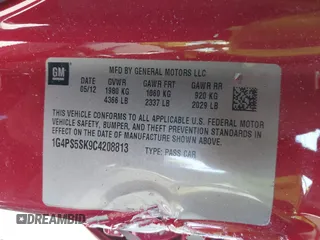 GM
MFD BY GENERAL MOTORS LLC
DATE GVWR GAWR FRT GAWR RR
05/12 1980 KG 1060 KG 920 KG
4366 LB 2337 LB 2029 LB
THIS VEHICLE CONFORMS TO ALL APPLICABLE U.S. FEDERAL MOTOR
VEHICLE SAFETY, BUMPER, AND THEFT PREVENTION STANDARDS
IN EFFECT ON THE DATE OF MANUFACTURE SHOWN ABOVE.
1G4PS5SK9C4208813 TYPE: PASS CAR
DREAMBID